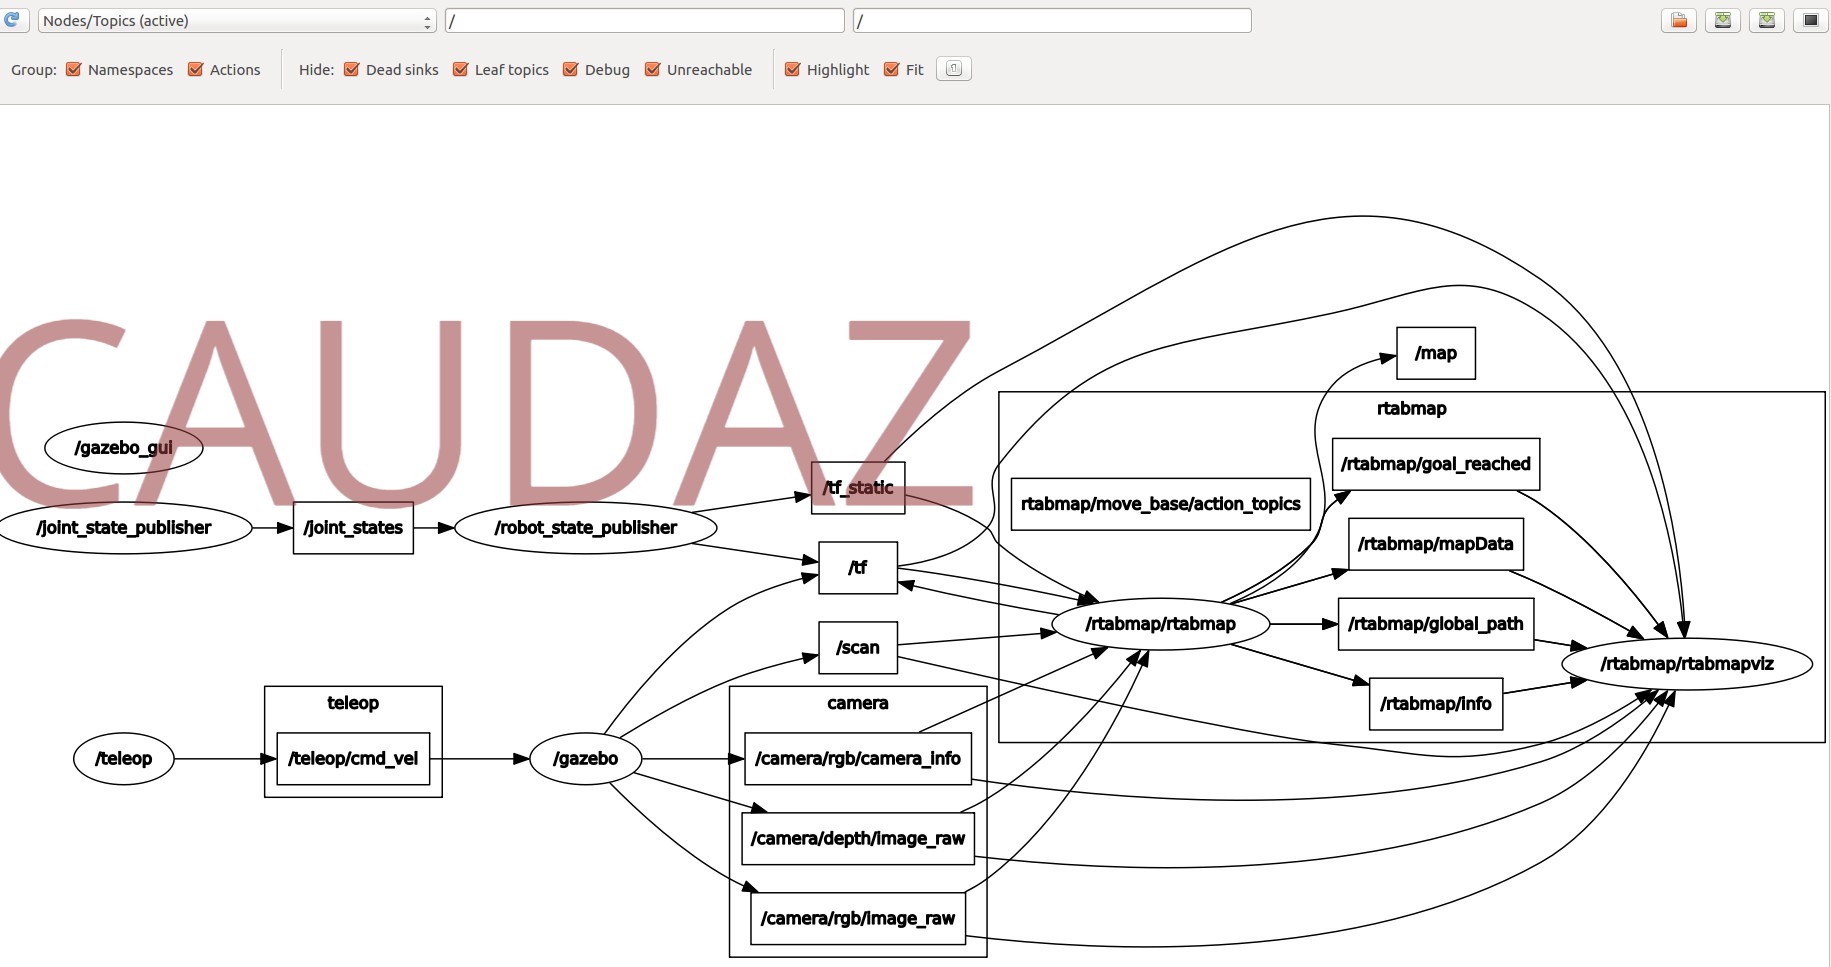 Nodes/Topics (active) / /
Group: Namespaces Actions Hide: Dead sinks Leaf topics Debug Unreachable Highlight Fit
CAUDAZ
/map
rtabmap
/gazebo_gui
/rtabmap/goal_reached
/tf_static
rtabmap/move_base/action_topics
/joint_state_publisher
/joint_states
/robot_state_publisher
/rtabmap/mapData
/tf
/rtabmap/rtabmap
/rtabmap/global_path
/scan
/rtabmap/rtabmapviz
teleop
camera
/rtabmap/info
/teleop
/teleop/cmd_vel
/gazebo
/camera/rgb/camera_info
/camera/depth/image_raw
/camera/rgb/image_raw